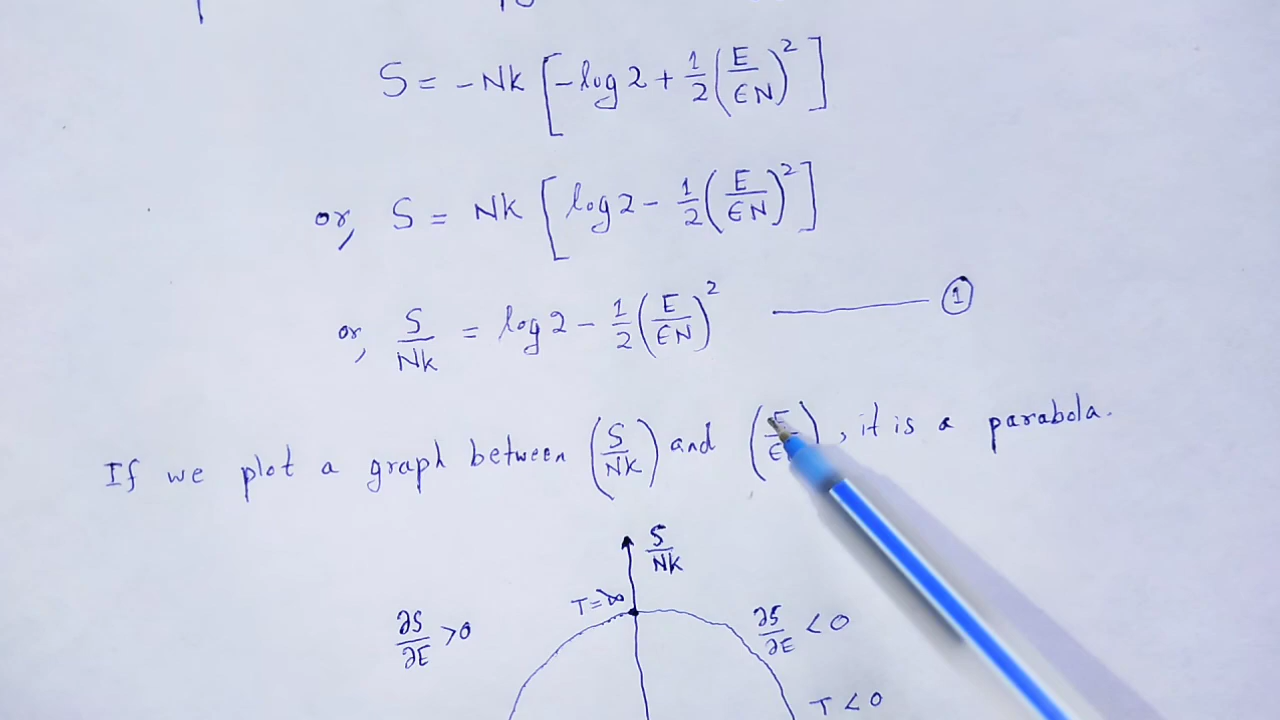 S = -Nk [-log 2 + 1/2 (E/ϵN)²]
or, S = Nk [log 2 - 1/2 (E/ϵN)²]
or, S/Nk = log 2 - 1/2 (E/ϵN)² ——— ①
If we plot a graph between (S/Nk) and (E/ϵ), it is a parabola.
S/Nk
T=∞
∂S/∂E >0
∂S/∂E <0
T <0